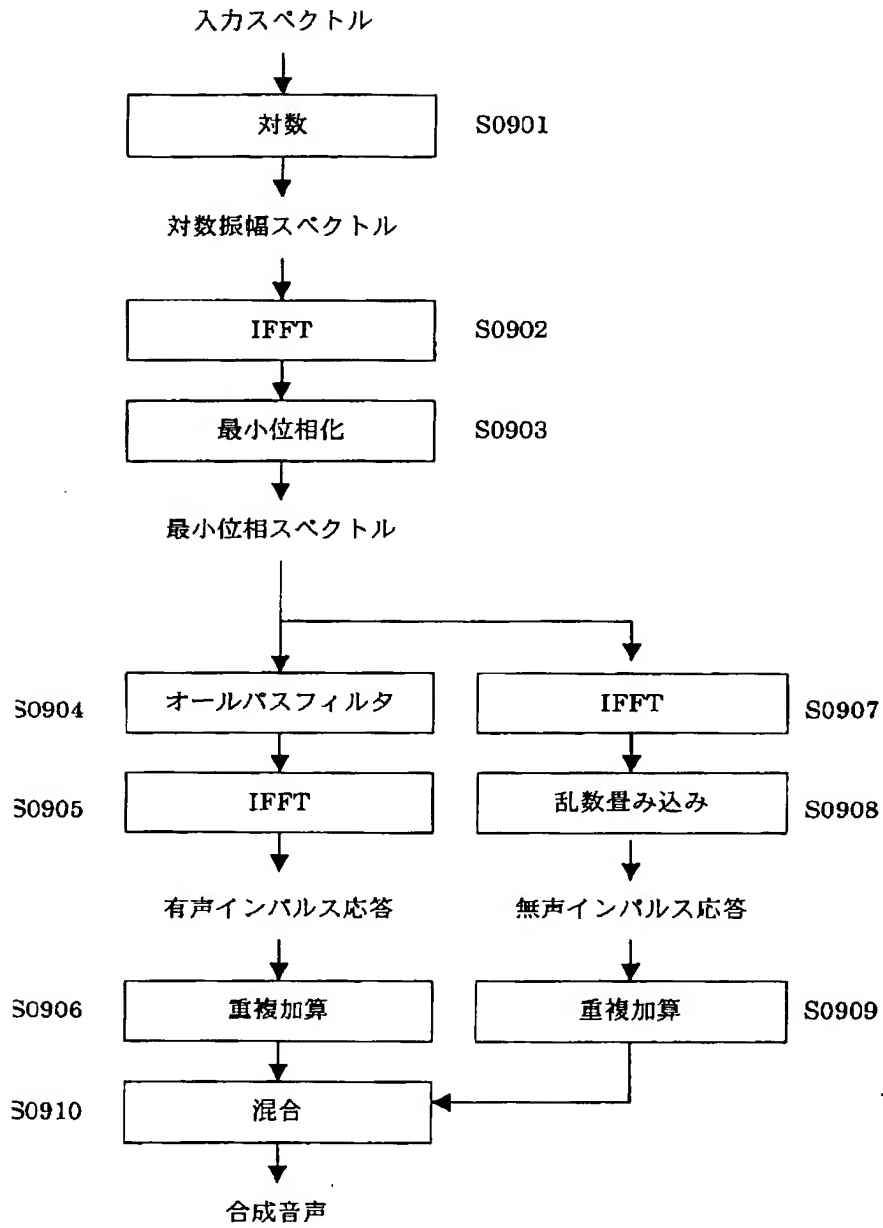 入力スペクトル
対数 S0901
対数振幅スペクトル
IFFT S0902
最小位相化 S0903
最小位相スペクトル
S0904 オールパスフィルタ IFFT S0907
S0905 IFFT 乱数畳み込み S0908
有声インパルス応答 無声インパルス応答
S0906 重複加算 重複加算 S0909
S0910 混合
合成音声